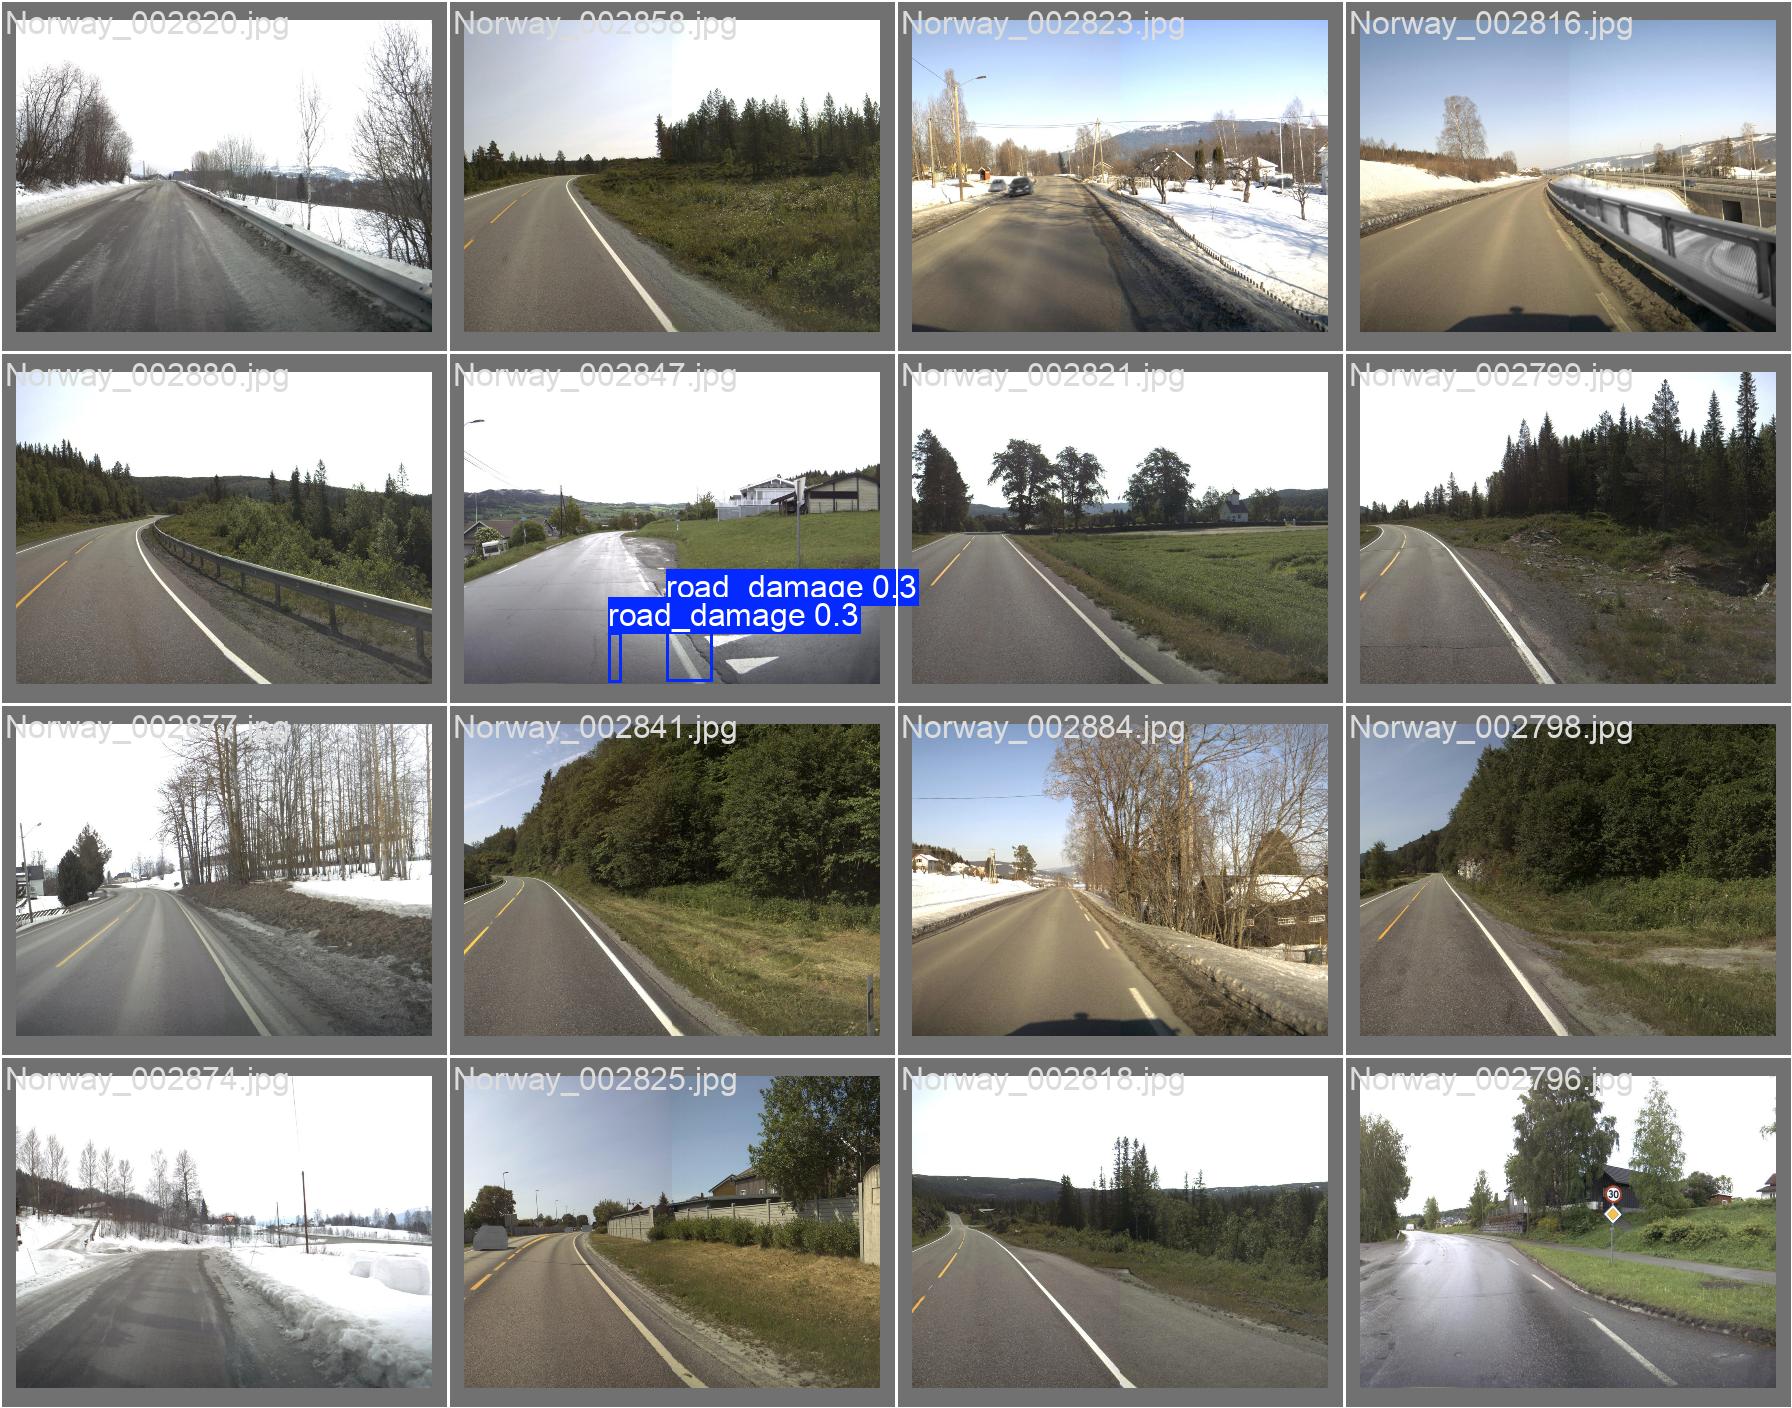 Norway_002820.jpg
Norway_002858.jpg
Norway_002823.jpg
Norway_002816.jpg
Norway_002880.jpg
Norway_002847.jpg
Norway_002821.jpg
Norway_002799.jpg
road_damage 0.3
road_damage 0.3
Norway_002877.jpg
Norway_002841.jpg
Norway_002884.jpg
Norway_002798.jpg
Norway_002874.jpg
Norway_002825.jpg
Norway_002818.jpg
Norway_002796.jpg
30